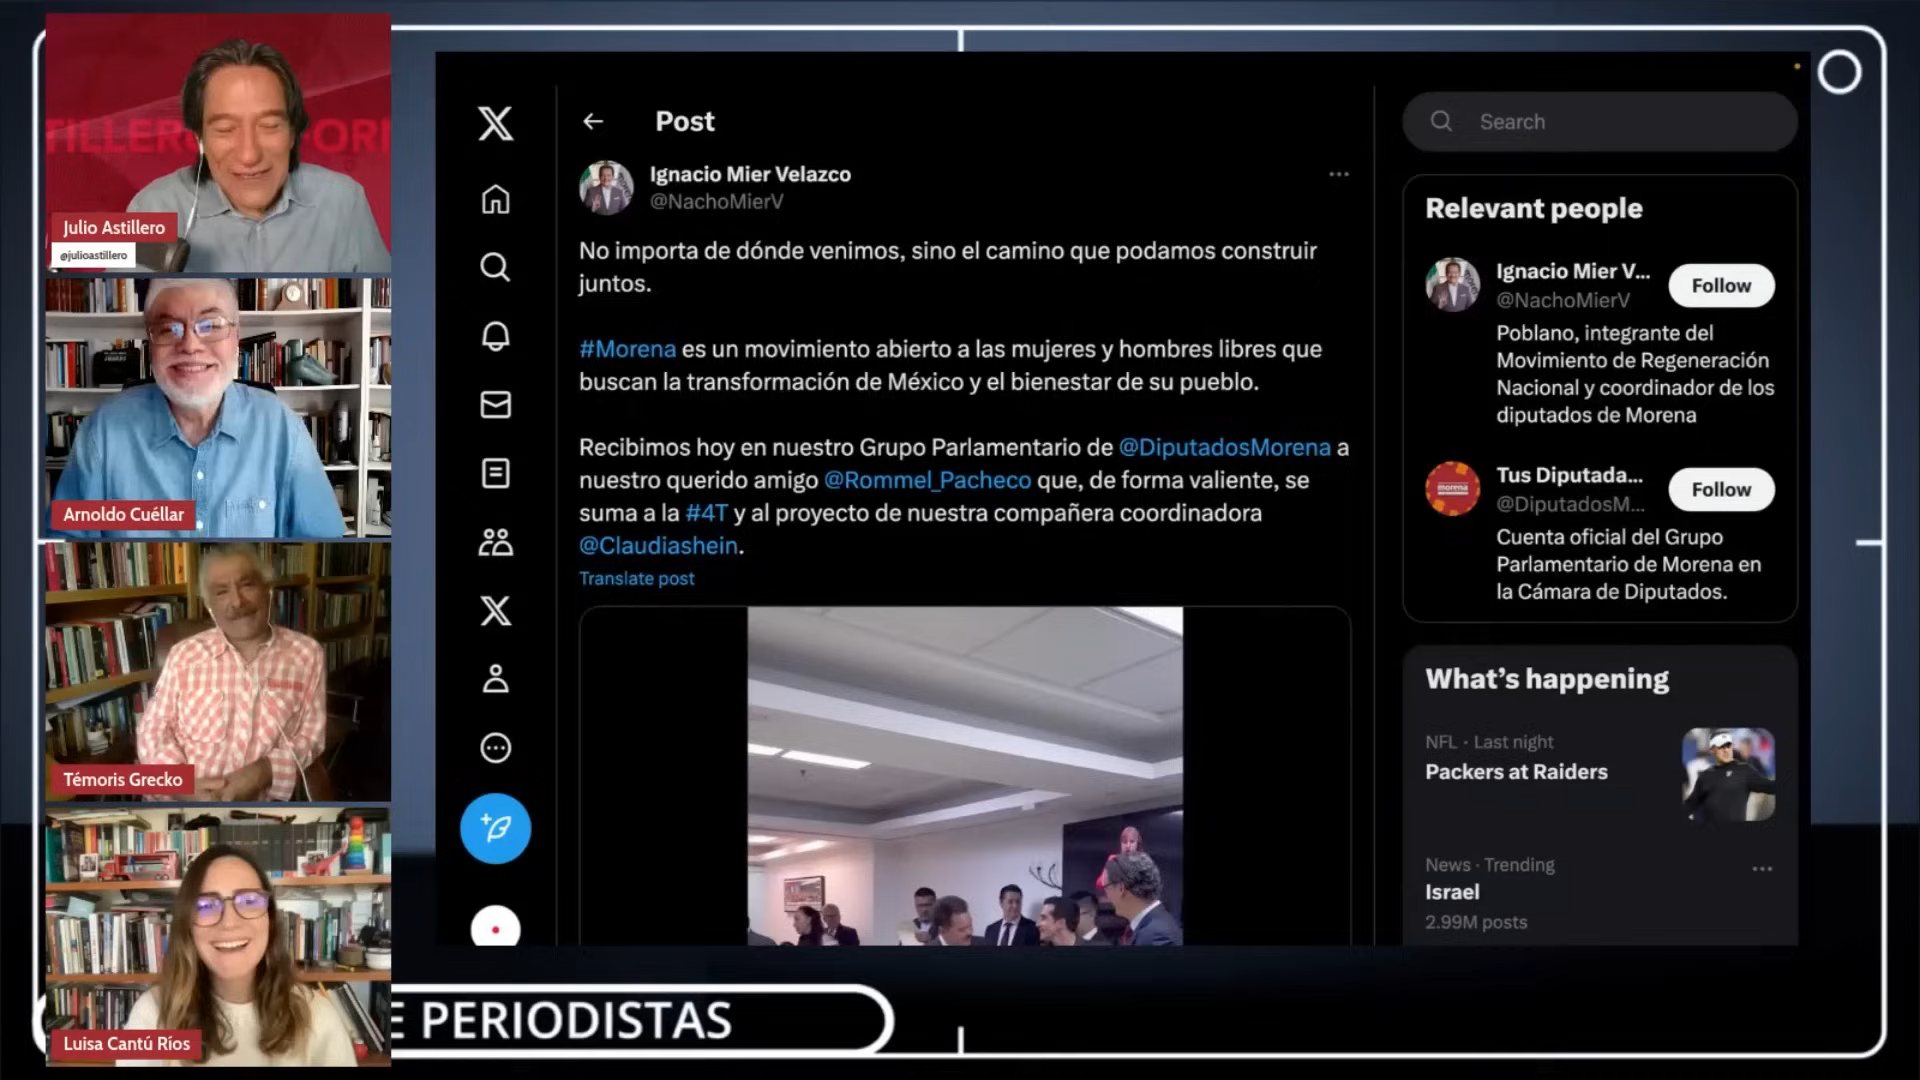 TILLER
POR
Julio Astillero
@julioastillero
Arnoldo Cuéllar
Témoris Grecko
Luisa Cantú Ríos
E PERIODISTAS
Post
Ignacio Mier Velazco
@NachoMierV
No importa de dónde venimos, sino el camino que podamos construir
juntos.
#Morena es un movimiento abierto a las mujeres y hombres libres que
buscan la transformación de México y el bienestar de su pueblo.
Recibimos hoy en nuestro Grupo Parlamentario de @DiputadosMorena a
nuestro querido amigo @Rommel_Pacheco que, de forma valiente, se
suma a la #4T y al proyecto de nuestra compañera coordinadora
@Claudiashein.
Translate post
Search
Relevant people
Ignacio Mier V...
@NachoMierV
Follow
Poblano, integrante del
Movimiento de Regeneración
Nacional y coordinador de los
diputados de Morena
Tus Diputada...
@DiputadosM...
Follow
morena
Cuenta oficial del Grupo
Parlamentario de Morena en
la Cámara de Diputados.
What's happening
NFL · Last night
Packers at Raiders
News · Trending
Israel
2.99M posts